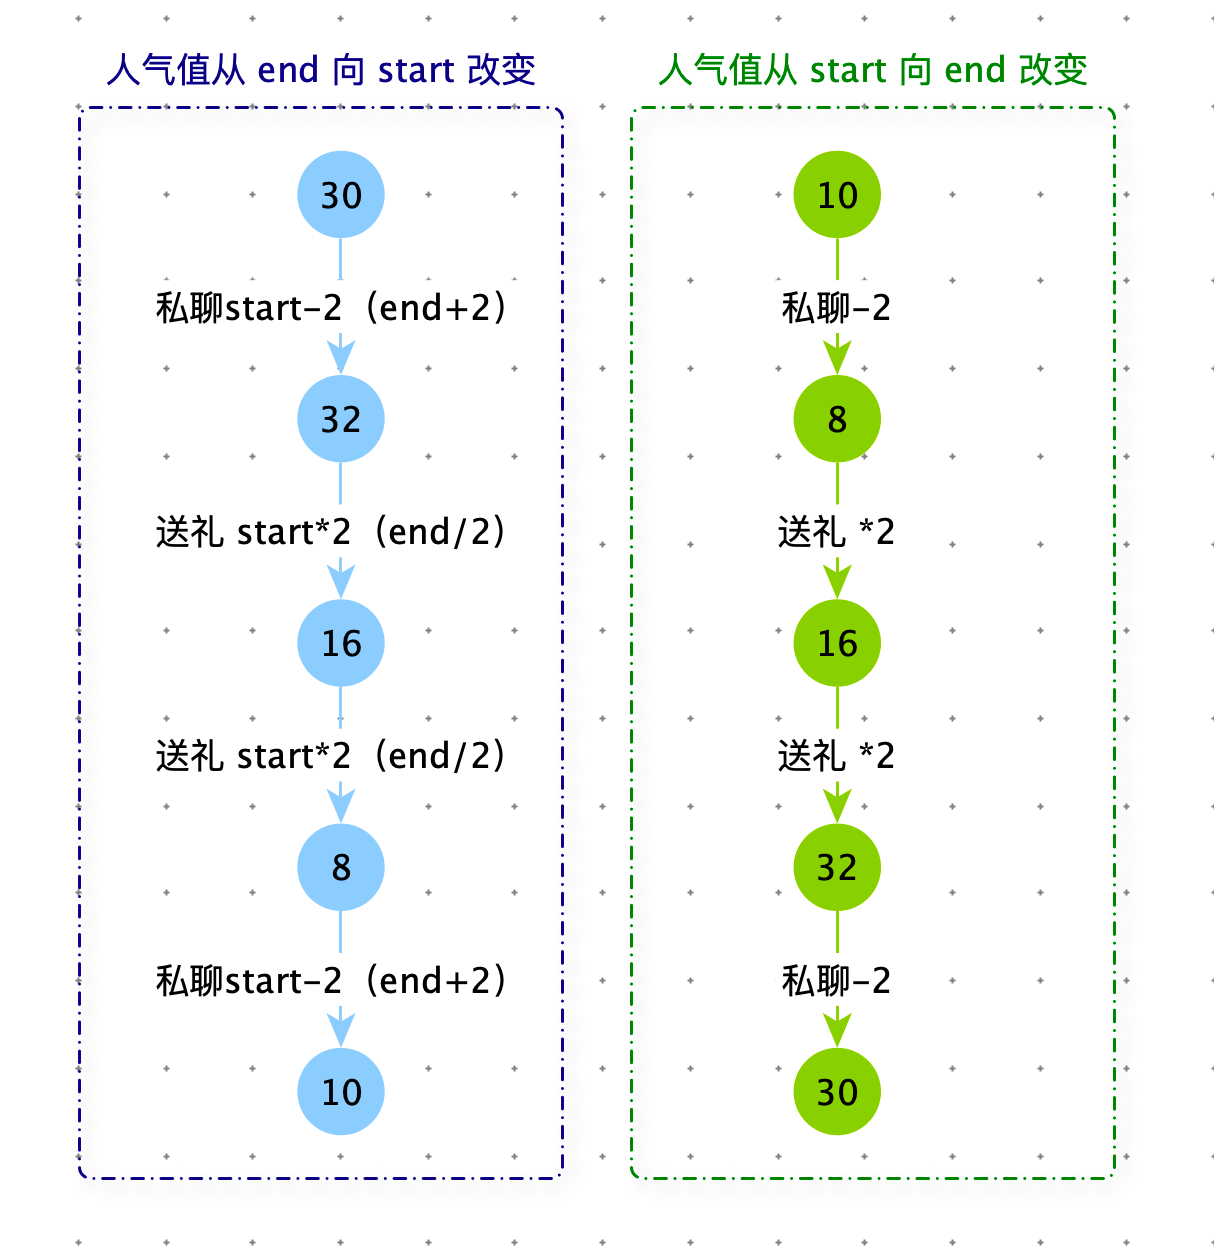 人气值从 end 向 start 改变
30
私聊start-2（end+2）
32
送礼 start*2（end/2）
16
送礼 start*2（end/2）
8
私聊start-2（end+2）
10
人气值从 start 向 end 改变
10
私聊-2
8
送礼 *2
16
送礼 *2
32
私聊-2
30